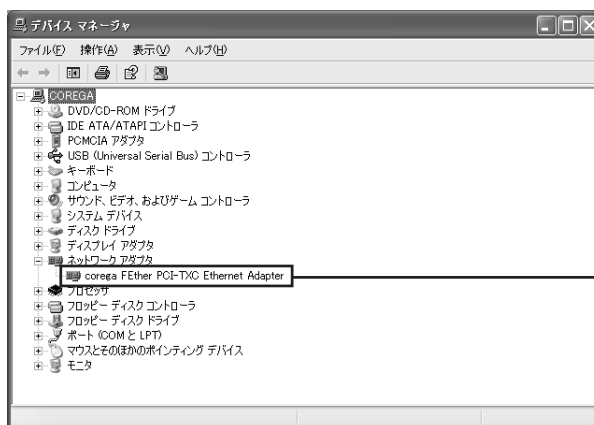 デバイス マネージャ
ファイル(F) 操作(A) 表示(V) ヘルプ(H)
COREGA
DVD/CD-ROM ドライブ
IDE ATA/ATAPI コントローラ
PCMCIA アダプタ
USB (Universal Serial Bus) コントローラ
キーボード
コンピュータ
サウンド、ビデオ、およびゲーム コントローラ
システム デバイス
ディスク ドライブ
ディスプレイ アダプタ
ネットワーク アダプタ
corega FEther PCI-TXC Ethernet Adapter
プロセッサ
フロッピー ディスク コントローラ
フロッピー ディスク ドライブ
ポート (COM と LPT)
マウスとそのほかのポインティング デバイス
モニタ